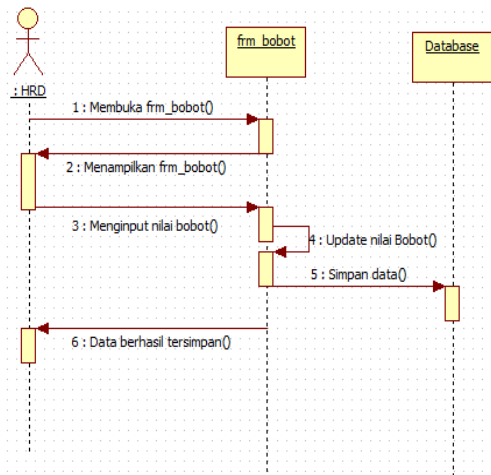 frm_bobot
Database
: HRD
1 : Membuka frm_bobot()
2 : Menampilkan frm_bobot()
3 : Menginput nilai bobot()
4 : Update nilai Bobot()
5 : Simpan data()
6 : Data berhasil tersimpan()